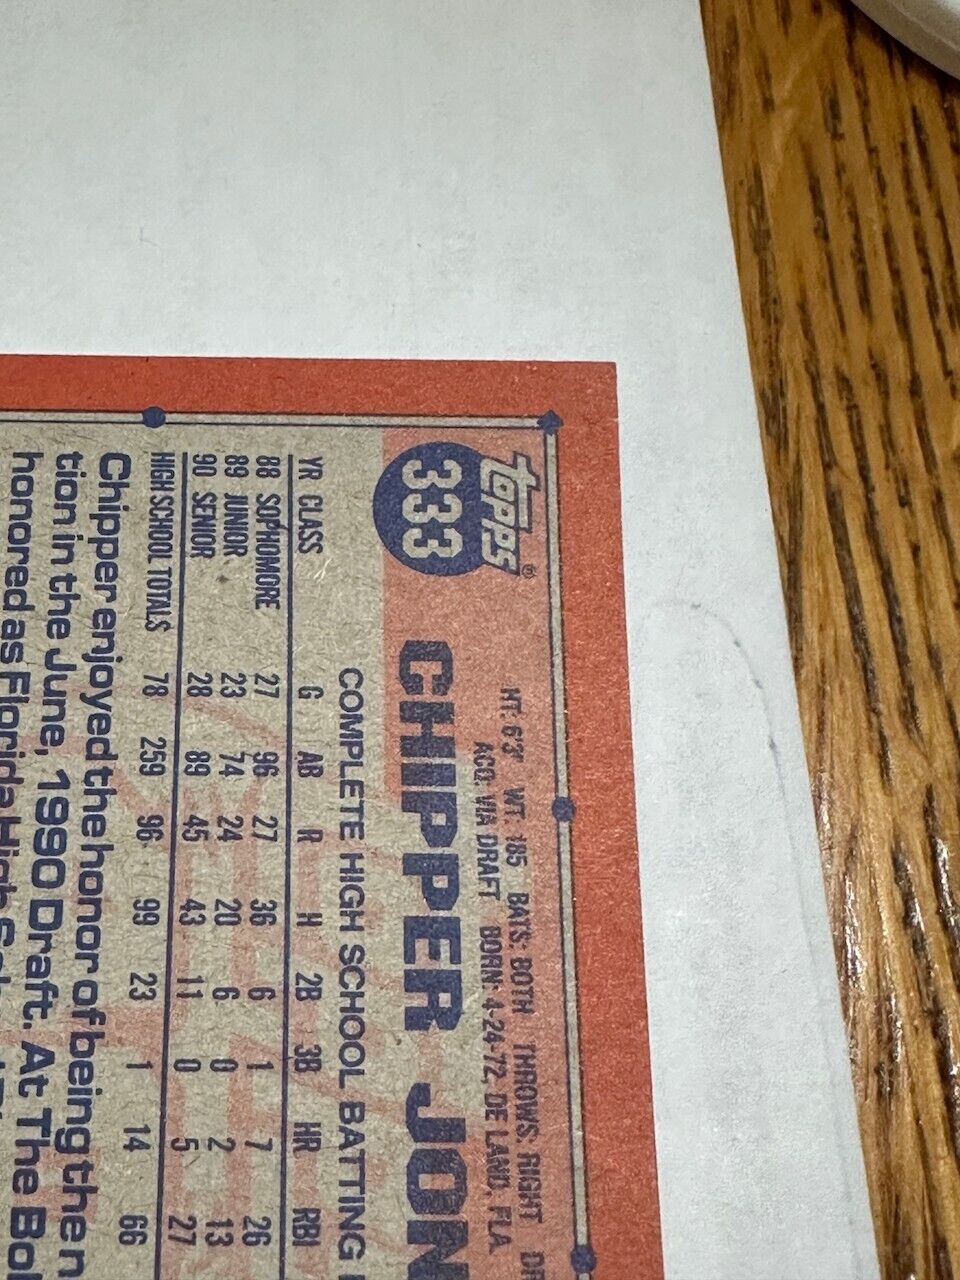 topps®
333
HT: 6'3" WT: 185 BATS: BOTH THROWS: RIGHT
ACQ: VIA DRAFT BORN: 4-24-72, DE LAND, FLA.
CHIPPER JON
COMPLETE HIGH SCHOOL BATTING
YR CLASS G AB R H 2B 3B HR RBI
88 SOPHOMORE 27 96 27 36 6 1 7 26
89 JUNIOR 23 74 24 20 6 0 2 13
90 SENIOR 28 89 45 43 11 0 5 27
HIGH SCHOOL TOTALS 78 259 96 99 23 1 14 66
Chipper enjoyed the honor of being the n
tion in the June, 1990 Draft. At The Bol
honored as Florida High